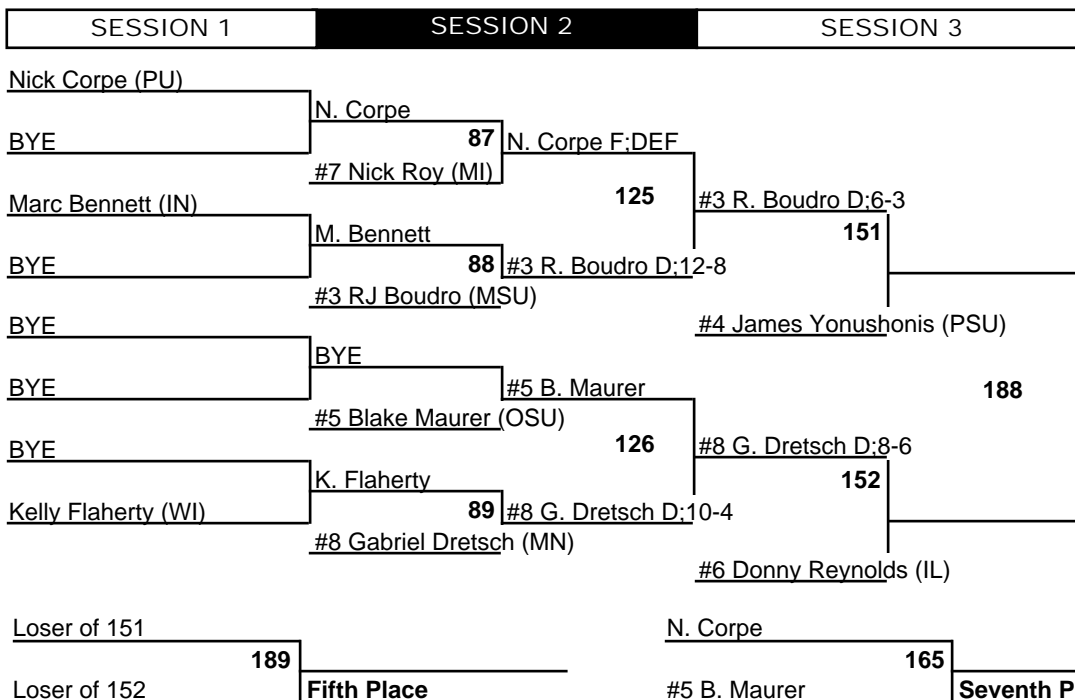 SESSION 1 SESSION 2 SESSION 3
Nick Corpe (PU)
N. Corpe
BYE
87 N. Corpe F;DEF
#7 Nick Roy (MI)
125
#3 R. Boudro D;6-3
Marc Bennett (IN)
M. Bennett
151
BYE
88 #3 R. Boudro D;12-8
#3 RJ Boudro (MSU)
BYE
#4 James Yonushonis (PSU)
BYE
BYE
#5 B. Maurer
188
#5 Blake Maurer (OSU)
126
#8 G. Dretsch D;8-6
BYE
K. Flaherty
152
Kelly Flaherty (WI)
89 #8 G. Dretsch D;10-4
#8 Gabriel Dretsch (MN)
#6 Donny Reynolds (IL)
Loser of 151
N. Corpe
189
165
Loser of 152
Fifth Place
#5 B. Maurer
Seventh P